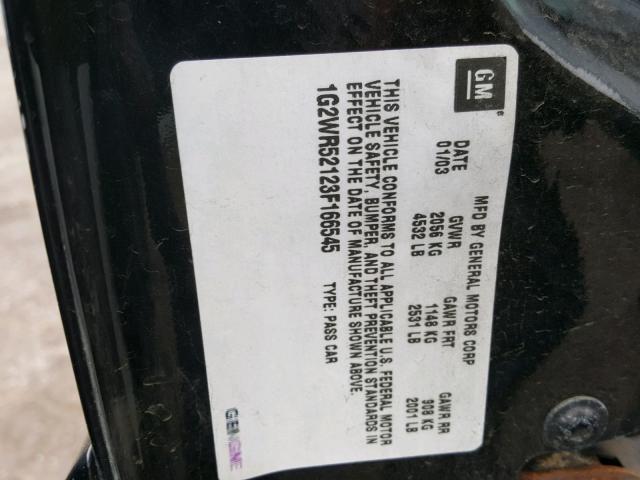 GM
MFD BY GENERAL MOTORS CORP
DATE GVWR GAWR FRT GAWR RR
01/03 2056 KG 1148 KG 908 KG
4532 LB 2531 LB 2001 LB
THIS VEHICLE CONFORMS TO ALL APPLICABLE U.S. FEDERAL MOTOR
VEHICLE SAFETY, BUMPER, AND THEFT PREVENTION STANDARDS IN
EFFECT ON THE DATE OF MANUFACTURE SHOWN ABOVE.
1G2WR52123F166545 TYPE: PASS CAR